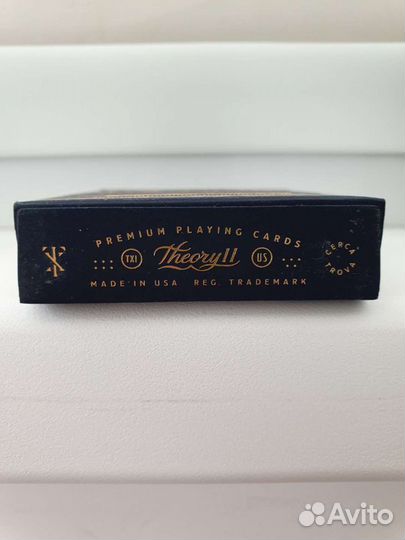 PREMIUM PLAYING CARDS
TXI Theory11 US
MADE IN USA REG. TRADEMARK
CERCA TROVA
Avito